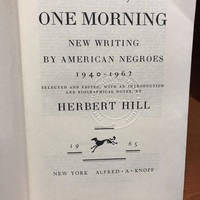 ONE MORNING
NEW WRITING
BY AMERICAN NEGROES
1940-1962
SELECTED AND EDITED, WITH AN INTRODUCTION
AND BIOGRAPHICAL NOTES, BY
HERBERT HILL
19 65
NEW YORK ALFRED·A·KNOPF